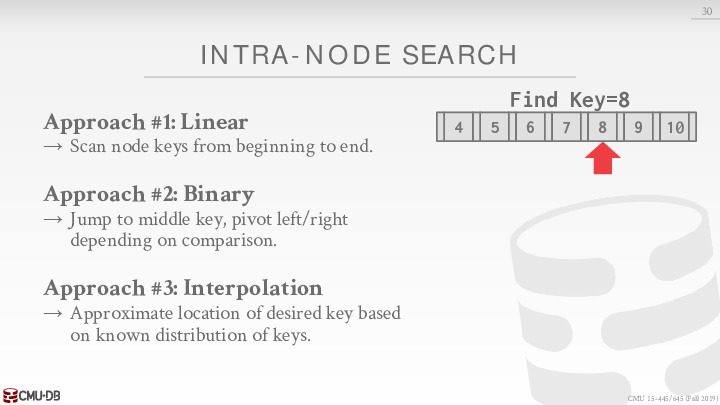 30
INTRA-NODE SEARCH
Approach #1: Linear
→ Scan node keys from beginning to end.
Approach #2: Binary
→ Jump to middle key, pivot left/right
depending on comparison.
Approach #3: Interpolation
→ Approximate location of desired key based
on known distribution of keys.
Find Key=8
4 5 6 7 8 9 10
CMU·DB
CMU 15-445/645 (Fall 2019)